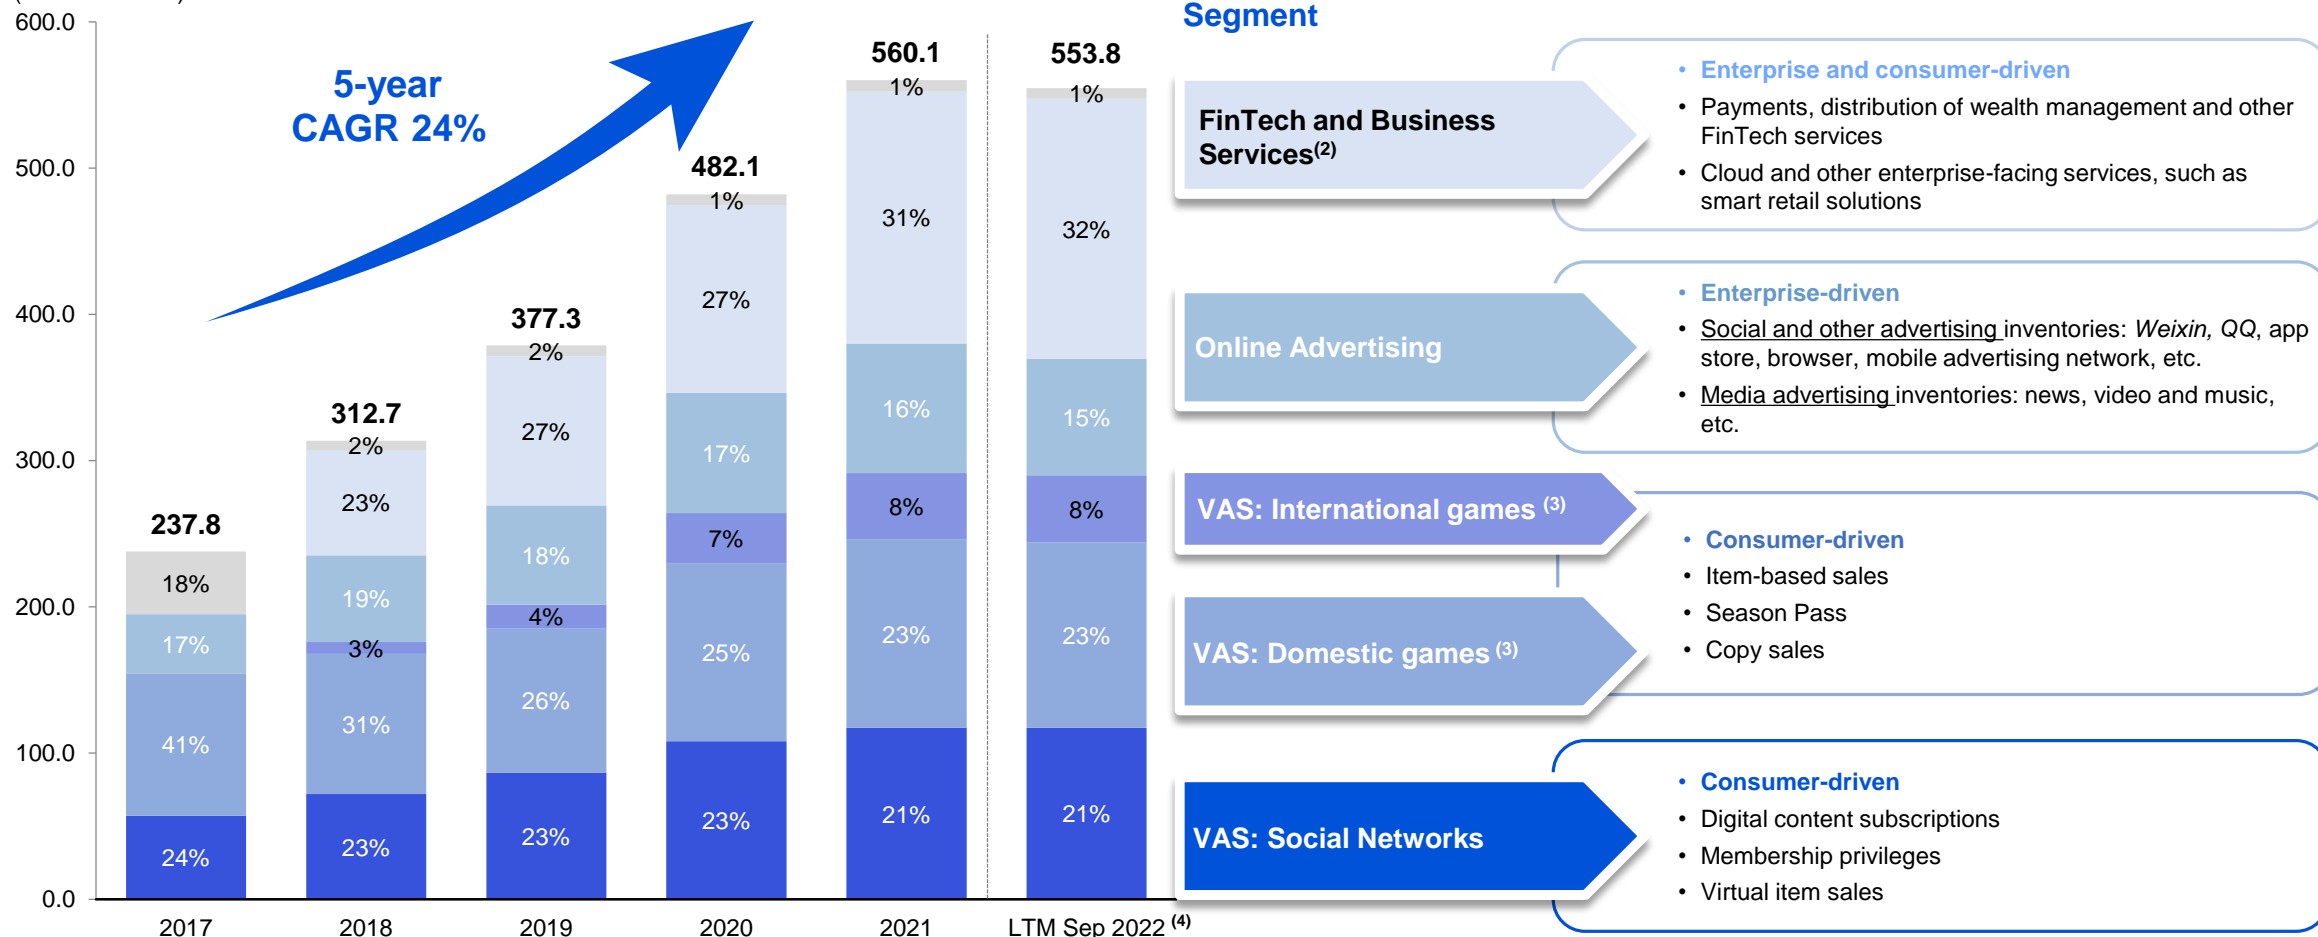 600.0
500.0
400.0
300.0
200.0
100.0
0.0
5-year
CAGR 24%
237.8
18%
17%
41%
24%
2017
312.7
2%
23%
19%
3%
31%
23%
2018
377.3
2%
27%
18%
4%
26%
23%
2019
482.1
1%
27%
17%
7%
25%
23%
2020
560.1
1%
31%
16%
8%
23%
21%
2021
553.8
1%
32%
15%
8%
23%
21%
LTM Sep 2022 (4)
Segment
FinTech and Business
Services(2)
• Enterprise and consumer-driven
• Payments, distribution of wealth management and other
FinTech services
• Cloud and other enterprise-facing services, such as
smart retail solutions
Online Advertising
• Enterprise-driven
• Social and other advertising inventories: Weixin, QQ, app
store, browser, mobile advertising network, etc.
• Media advertising inventories: news, video and music,
etc.
VAS: International games (3)
VAS: Domestic games (3)
• Consumer-driven
• Item-based sales
• Season Pass
• Copy sales
VAS: Social Networks
• Consumer-driven
• Digital content subscriptions
• Membership privileges
• Virtual item sales